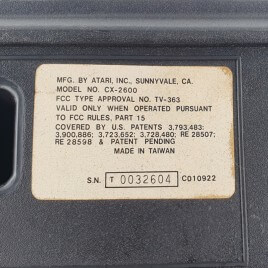 MFG. BY ATARI, INC., SUNNYVALE, CA.
MODEL NO. CX-2600
FCC TYPE APPROVAL NO. TV-363
VALID ONLY WHEN OPERATED PURSUANT
TO FCC RULES, PART 15
COVERED BY U.S. PATENTS 3,793,483;
3,900,886; 3,723,652; 3,728,480; RE 28507;
RE 28598 & PATENT PENDING
MADE IN TAIWAN
S.N. T 0032604 C010922